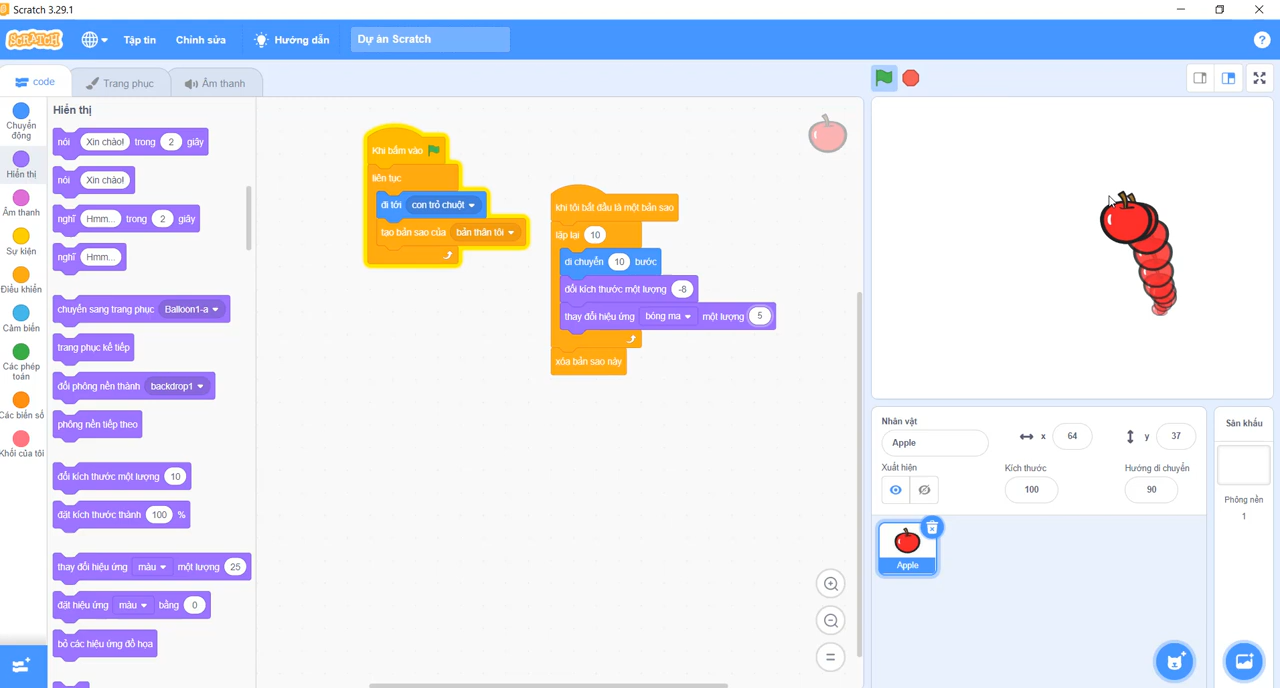 Scratch 3.29.1
SCRATCH
Tập tin
Chỉnh sửa
Hướng dẫn
Dự án Scratch
?
code
Trang phục
Âm thanh
Chuyển động
Hiển thị
Âm thanh
Sự kiện
Điều khiển
Cảm biến
Các phép toán
Các biến số
Khối của tôi
Hiển thị
nói Xin chào! trong 2 giây
nói Xin chào!
nghĩ Hmm... trong 2 giây
nghĩ Hmm...
chuyển sang trang phục Balloon1-a
trang phục kế tiếp
đổi phông nền thành backdrop1
phông nền tiếp theo
đổi kích thước một lượng 10
đặt kích thước thành 100 %
thay đổi hiệu ứng màu một lượng 25
đặt hiệu ứng màu bằng 0
bỏ các hiệu ứng đồ họa
Khi bấm vào
liên tục
đi tới con trỏ chuột
tạo bản sao của bản thân tôi
khi tôi bắt đầu là một bản sao
lặp lại 10
di chuyển 10 bước
đổi kích thước một lượng -8
thay đổi hiệu ứng bóng ma một lượng 5
xóa bản sao này
Nhân vật
Apple
x 64
y 37
Xuất hiện
Kích thước
100
Hướng di chuyển
90
Apple
Sân khấu
Phông nền
1